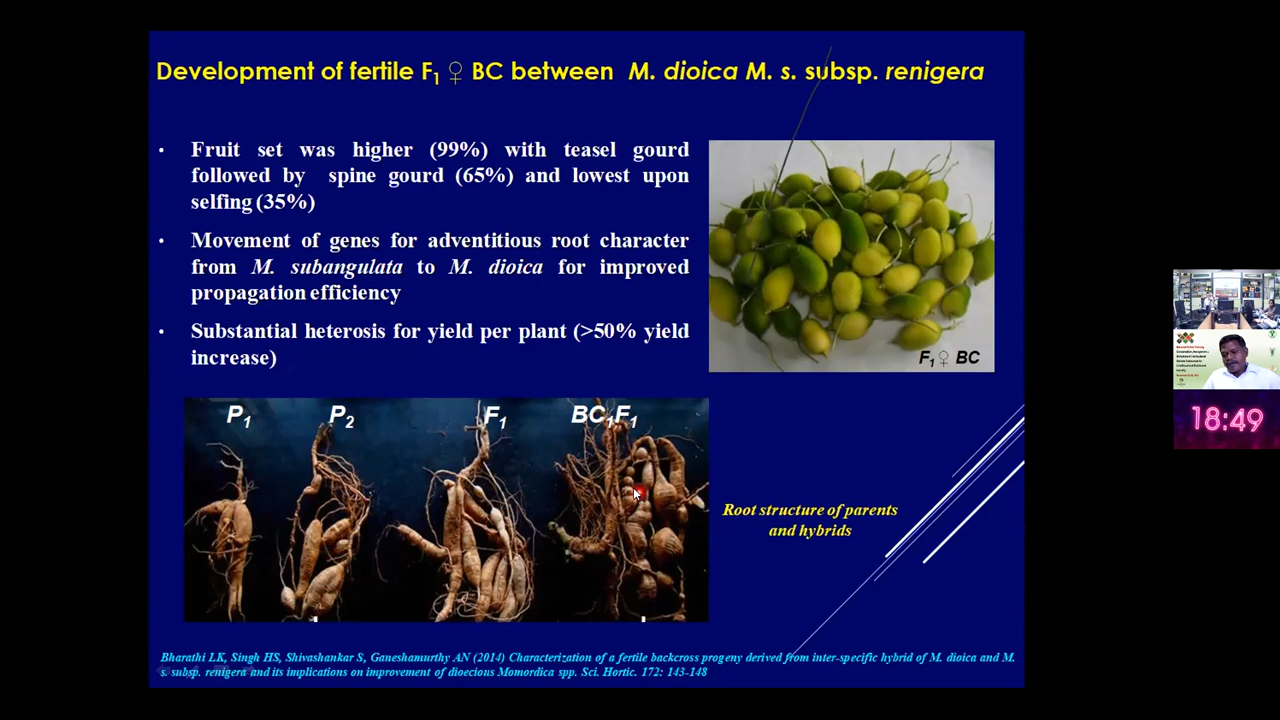 Development of fertile F1 ♀ BC between M. dioica M. s. subsp. renigera
• Fruit set was higher (99%) with teasel gourd
followed by spine gourd (65%) and lowest upon
selfing (35%)
• Movement of genes for adventitious root character
from M. subangulata to M. dioica for improved
propagation efficiency
• Substantial heterosis for yield per plant (>50% yield
increase)
F1 ♀ BC
P1 P2 F1 BC1F1
Root structure of parents
and hybrids
18:49
Bharathi LK, Singh HS, Shivashankar S, Ganeshamurthy AN (2014) Characterization of a fertile backcross progeny derived from inter-specific hybrid of M. dioica and M.
s. subsp. renigera and its implications on improvement of dioecious Momordica spp. Sci. Hortic. 172: 143-148